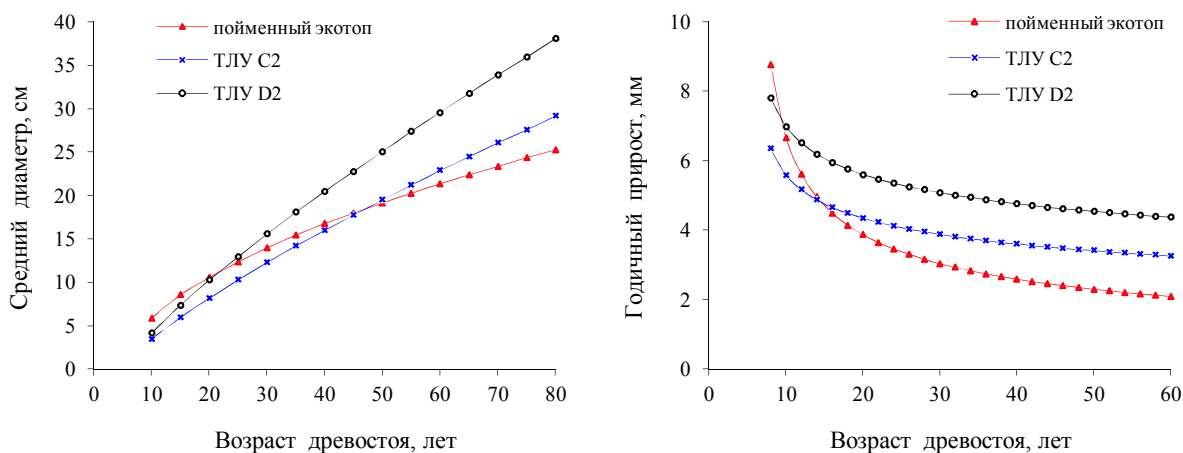 Средний диаметр, см
40
35
30
25
20
15
10
5
0
пойменный экотоп
ТЛУ C2
ТЛУ D2
0 10 20 30 40 50 60 70 80
Возраст древостоя, лет
Годичный прирост, мм
10
8
6
4
2
0
пойменный экотоп
ТЛУ C2
ТЛУ D2
0 10 20 30 40 50 60
Возраст древостоя, лет